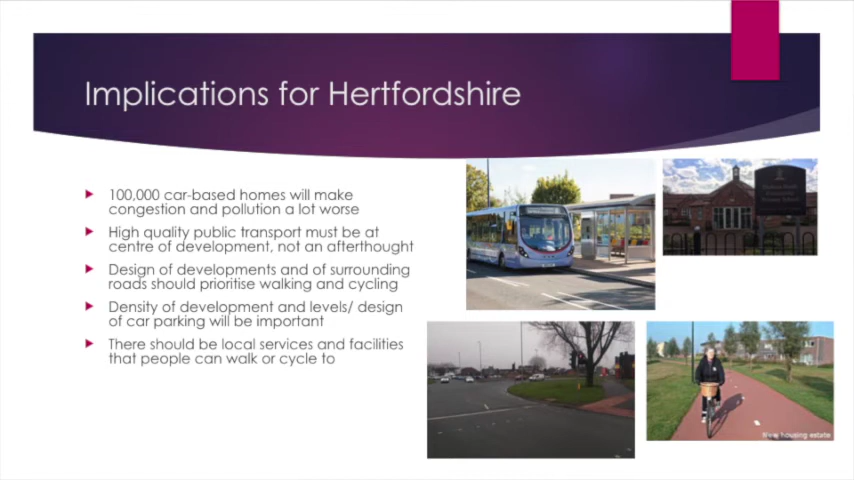 Implications for Hertfordshire
100,000 car-based homes will make
congestion and pollution a lot worse
High quality public transport must be at
centre of development, not an afterthought
Design of developments and of surrounding
roads should prioritise walking and cycling
Density of development and levels/ design
of car parking will be important
There should be local services and facilities
that people can walk or cycle to
New housing estate